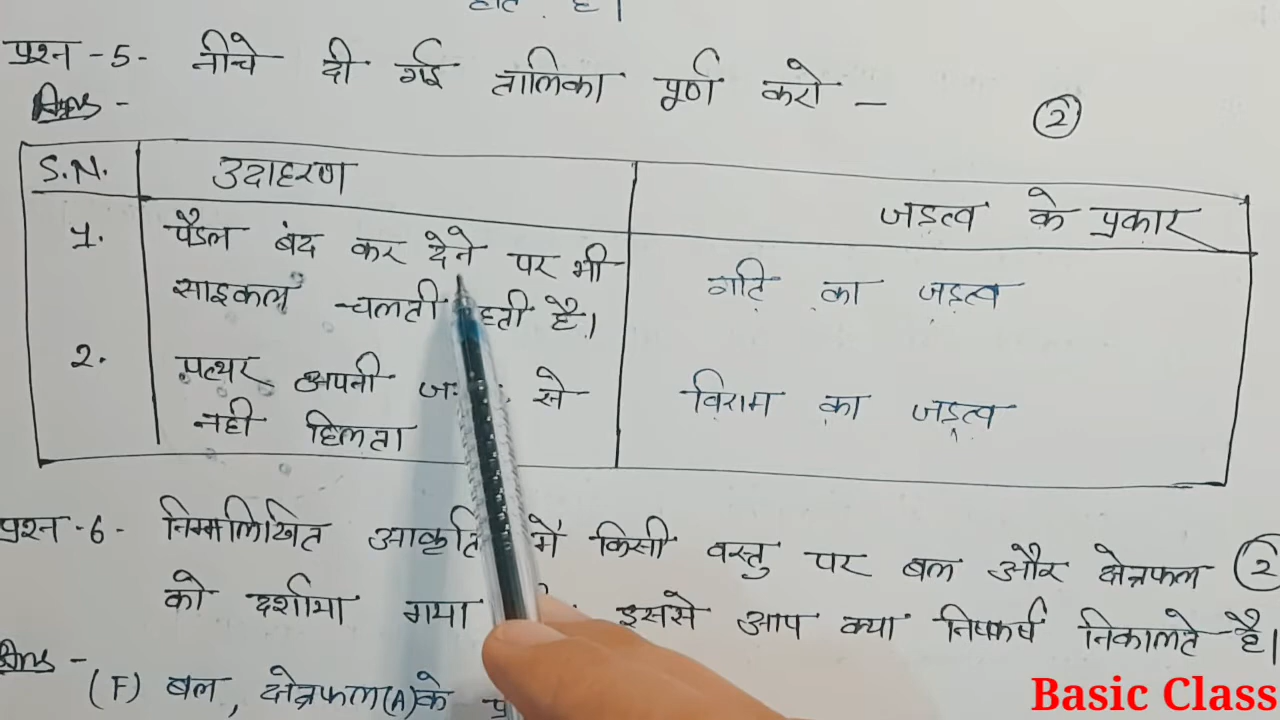 होते है।
प्रश्न -5- नीचे दी गई तालिका पूर्ण करो -
Ans -
②
S.N. उदाहरण जड़त्व के प्रकार
1. पैडल बंद कर देने पर भी
साइकल चलती है।
गति का जड़त्व
2. पत्थर अपनी से
नही हिलता
विराम का जड़त्व
प्रश्न -6- निम्नलिखित आकृति में किसी वस्तु पर बल और क्षेत्रफल ②
को दर्शाया गया इससे आप क्या निष्कर्ष निकालते है।
Ans -
(F) बल, क्षेत्रफल(A)के
Basic Class